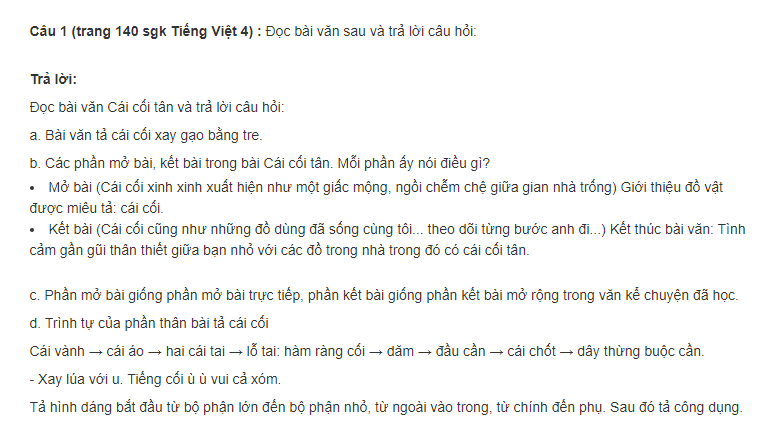 Câu 1 (trang 140 sgk Tiếng Việt 4) : Đọc bài văn sau và trả lời câu hỏi:
Trả lời:
Đọc bài văn Cái cối tân và trả lời câu hỏi:
a. Bài văn tả cái cối xay gạo bằng tre.
b. Các phần mở bài, kết bài trong bài Cái cối tân. Mỗi phần ấy nói điều gì?
• Mở bài (Cái cối xinh xinh xuất hiện như một giấc mộng, ngồi chễm chệ giữa gian nhà trống) Giới thiệu đồ vật
được miêu tả: cái cối.
• Kết bài (Cái cối cũng như những đồ dùng đã sống cùng tôi... theo dõi từng bước anh đi...) Kết thúc bài văn: Tình
cảm gần gũi thân thiết giữa bạn nhỏ với các đồ trong nhà trong đó có cái cối tân.
c. Phần mở bài giống phần mở bài trực tiếp, phần kết bài giống phần kết bài mở rộng trong văn kể chuyện đã học.
d. Trình tự của phần thân bài tả cái cối
Cái vành → cái áo → hai cái tai → lỗ tai: hàm ràng cối → dăm → đầu cần → cái chốt → dây thừng buộc cần.
- Xay lúa với u. Tiếng cối ù ù vui cả xóm.
Tả hình dáng bắt đầu từ bộ phận lớn đến bộ phận nhỏ, từ ngoài vào trong, từ chính đến phụ. Sau đó tả công dụng.